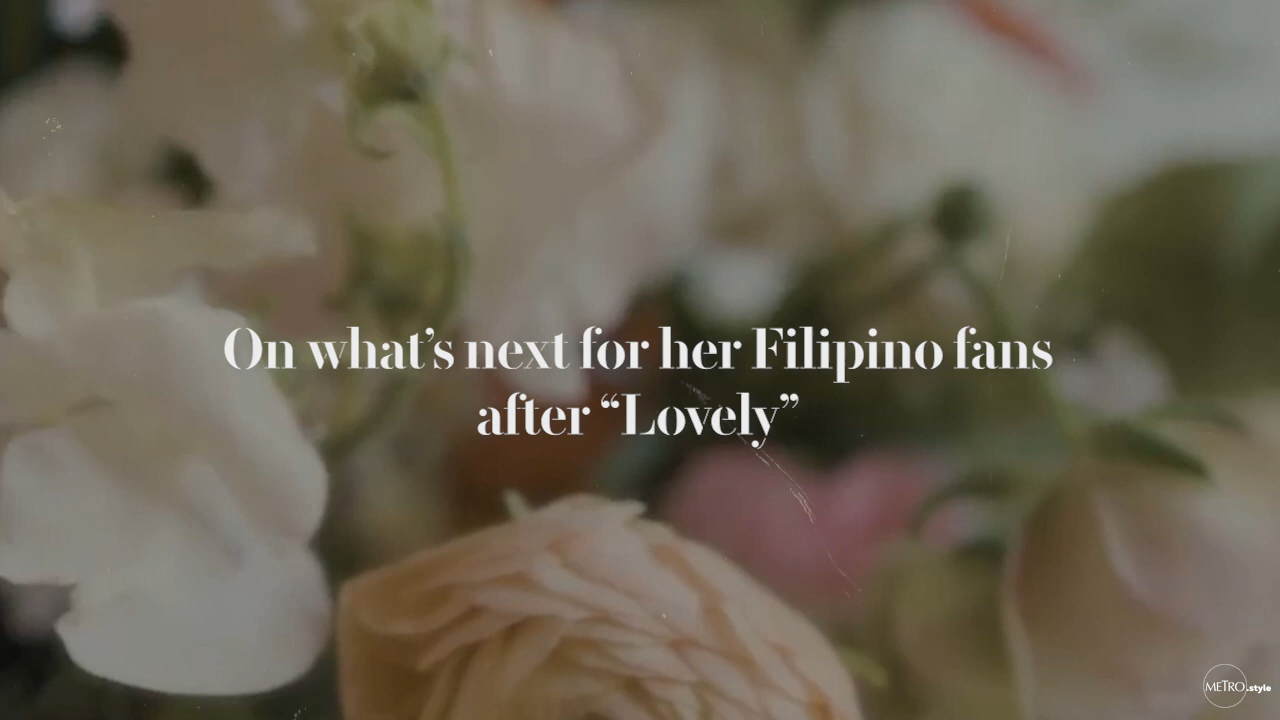 On what’s next for her Filipino fans
after “Lovely”
METRO.style